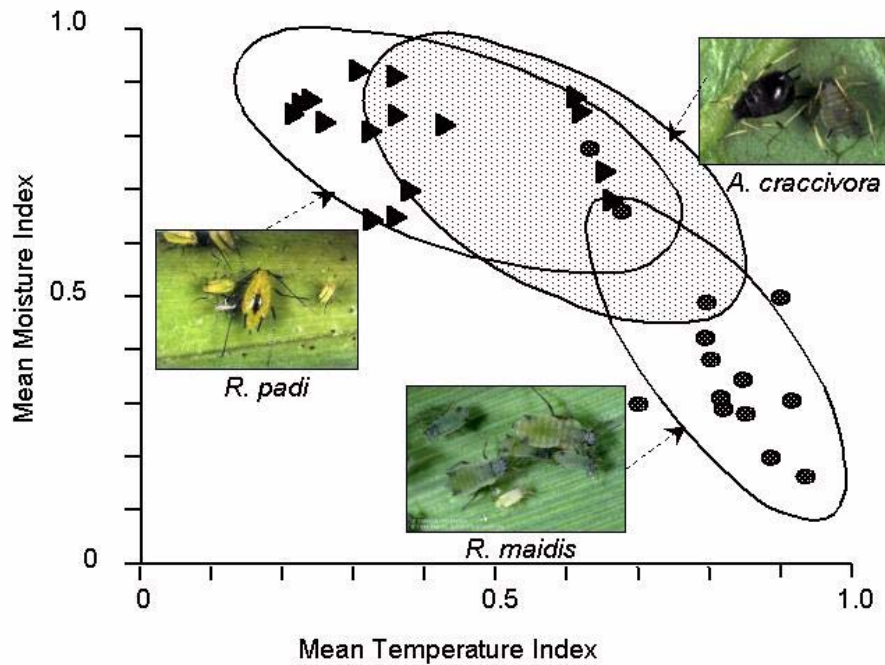 1.0
A. craccivora
Mean Moisture Index
0.5
R. padi
R. maidis
0
0
0.5
1.0
Mean Temperature Index